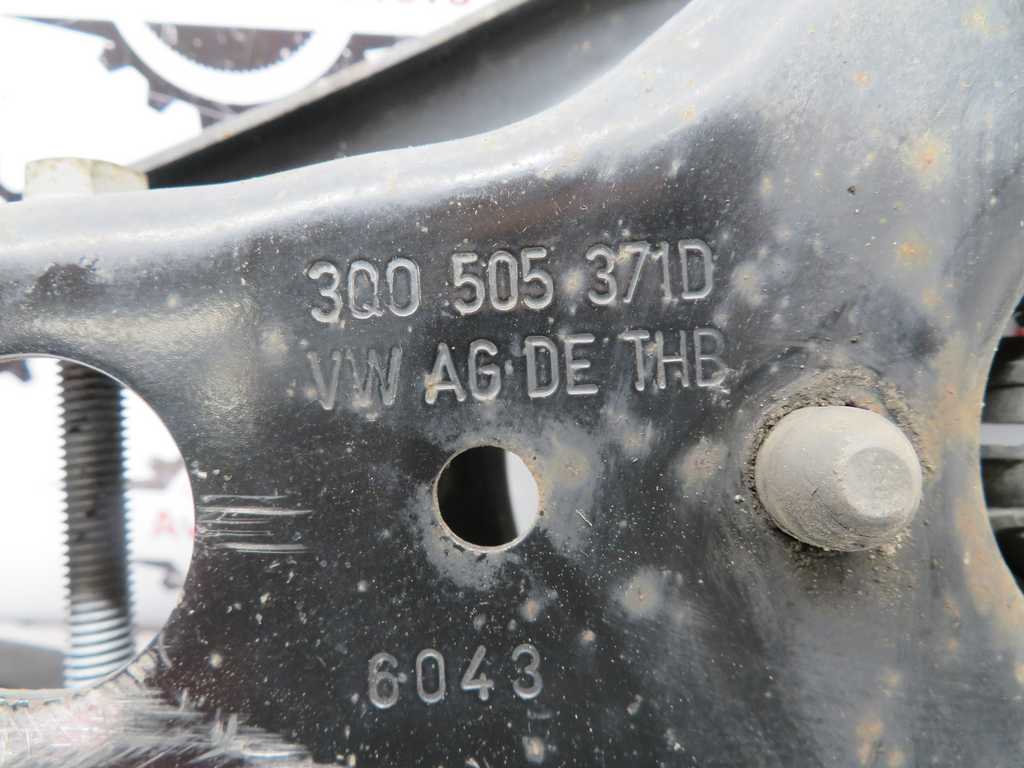 3Q0 505 371D
VW AG DE THB
6043